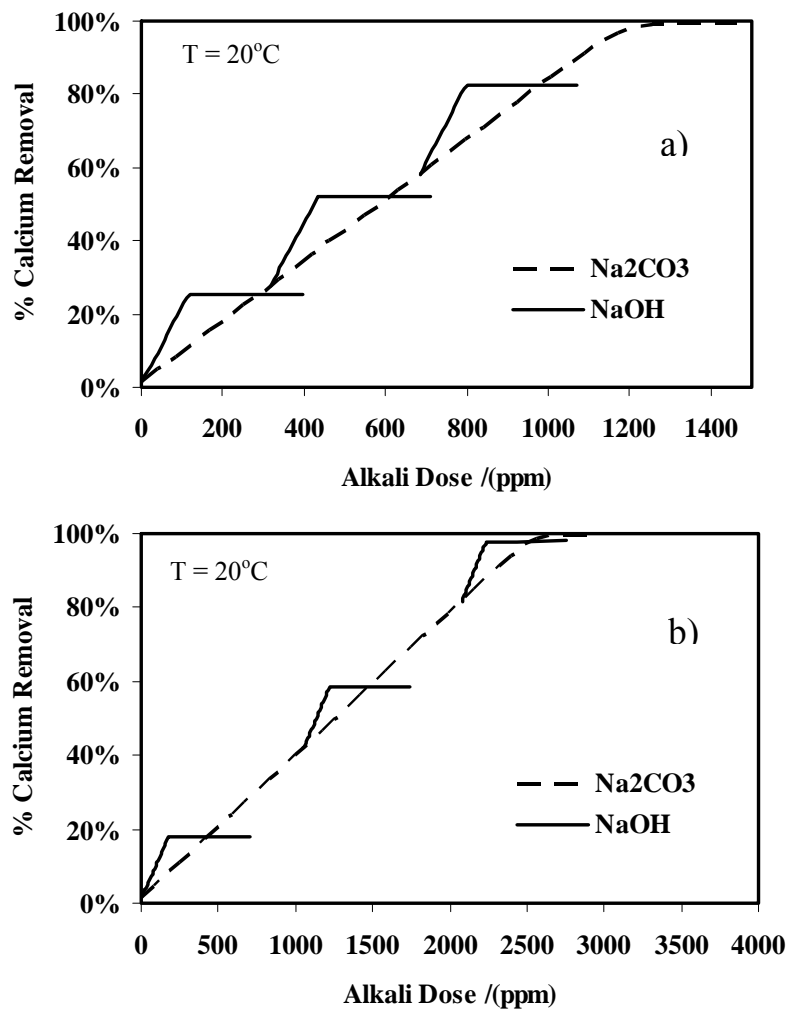 100%
80%
60%
40%
20%
0%
% Calcium Removal
T = 20°C
a)
Na2CO3
NaOH
0 200 400 600 800 1000 1200 1400
Alkali Dose /(ppm)
100%
80%
60%
40%
20%
0%
% Calcium Removal
T = 20°C
b)
Na2CO3
NaOH
0 500 1000 1500 2000 2500 3000 3500 4000
Alkali Dose /(ppm)